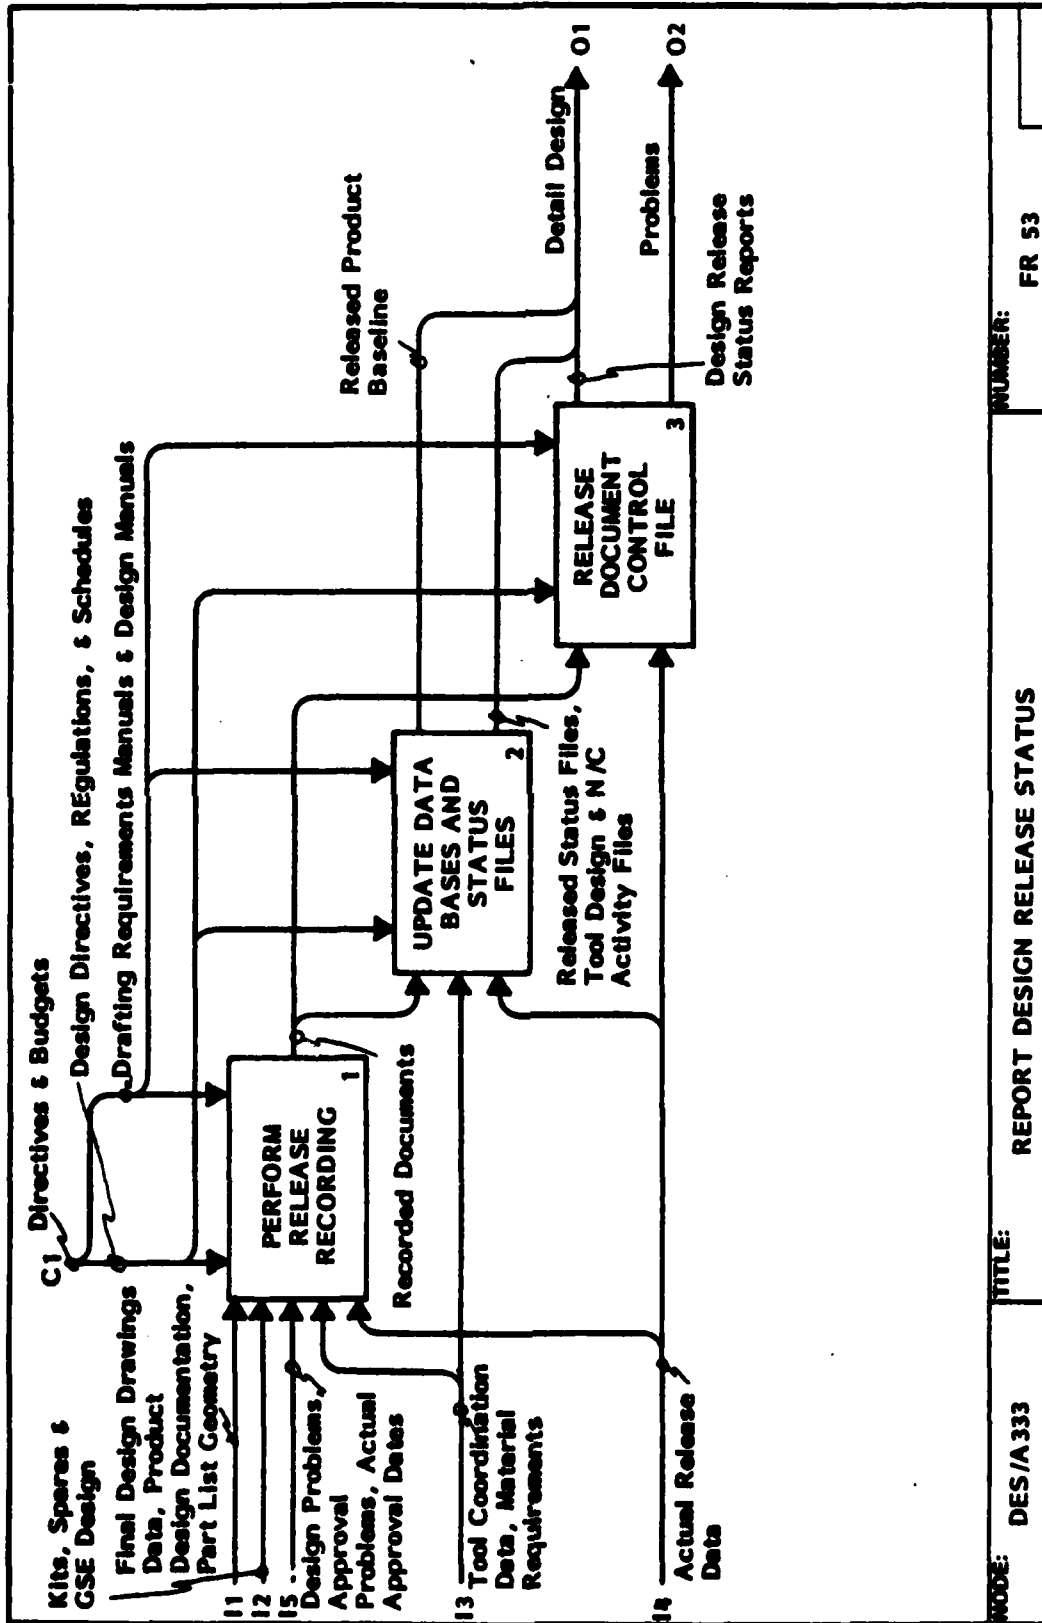 C1 Directives & Budgets
Design Directives, REgulations, & Schedules
Drafting Requirements Manuals & Design Manuals
Kits, Spares &
GSE Design
Final Design Drawings
Data, Product
Design Documentation,
Part List Geometry
I1
I2
I5
Design Problems,
Approval
Problems, Actual
Approval Dates
I3
Tool Coordination
Data, Material
Requirements
I4
Actual Release
Data
PERFORM
RELEASE
RECORDING
1
Recorded Documents
UPDATE DATA
BASES AND
STATUS
FILES
2
Released Status Files,
Tool Design & N/C
Activity Files
RELEASE
DOCUMENT
CONTROL
FILE
3
Released Product
Baseline
Detail Design
O1
Problems
O2
Design Release
Status Reports
NODE:
DES/A333
TITLE:
REPORT DESIGN RELEASE STATUS
NUMBER:
FR 53